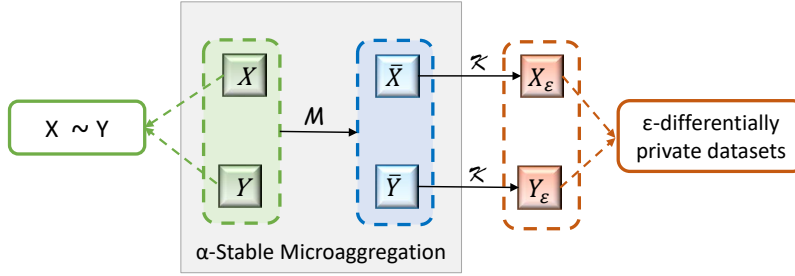 X
X̄
𝒦
X_ε
X ~ Y
ℳ
ε-differentially
private datasets
Y
Ȳ
𝒦
Y_ε
α-Stable Microaggregation